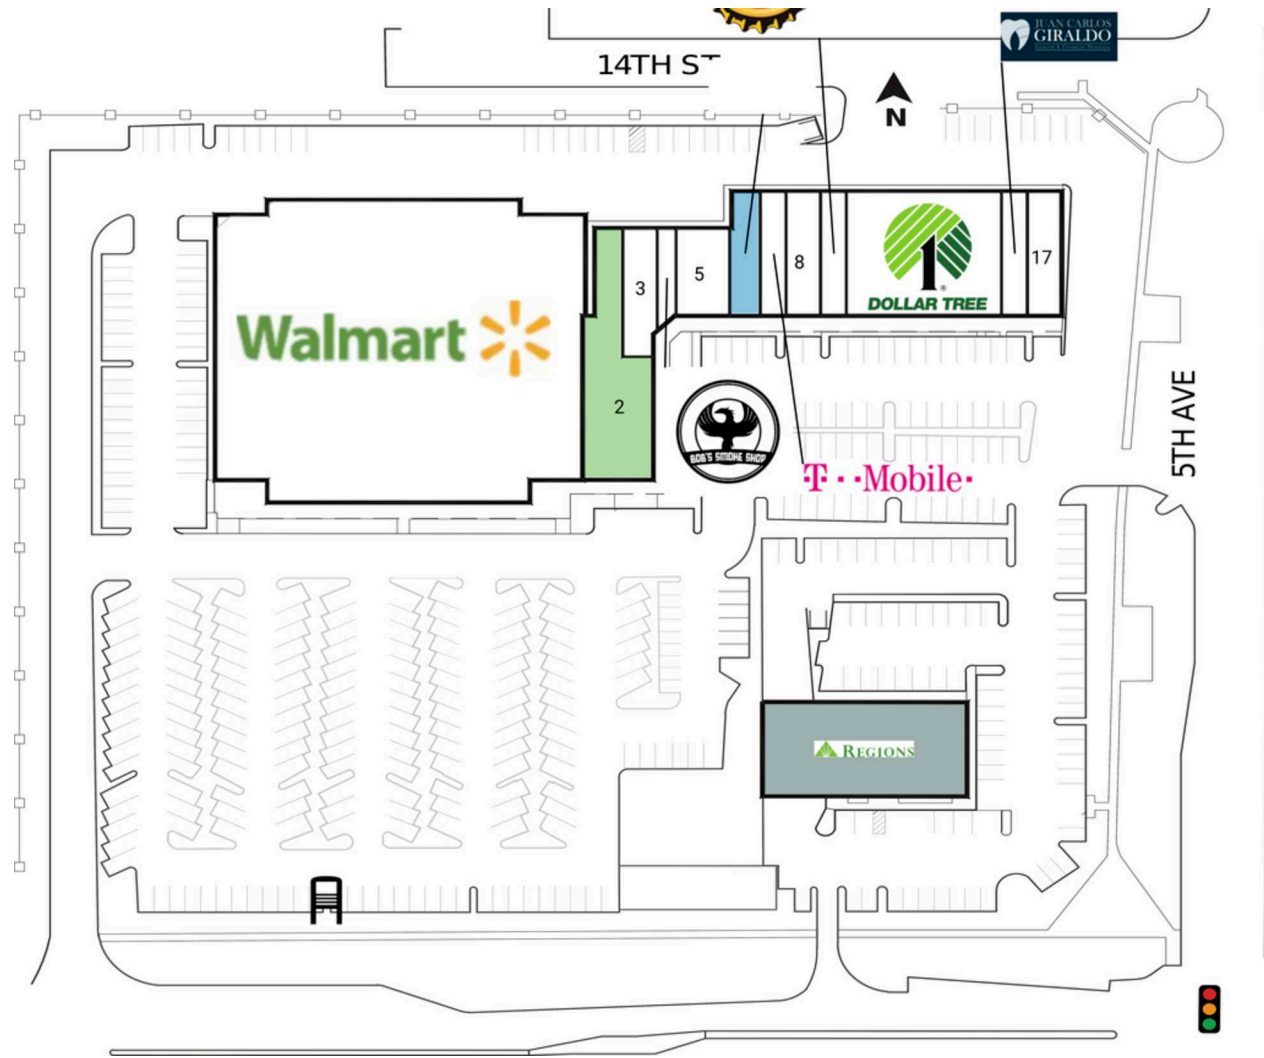 JUAN CARLOS
GIRALDO
14TH ST
N
Walmart
3
5
8
17
1
DOLLAR TREE
2
BOB'S SMOKE SHOP
T··Mobile·
5TH AVE
REGIONS